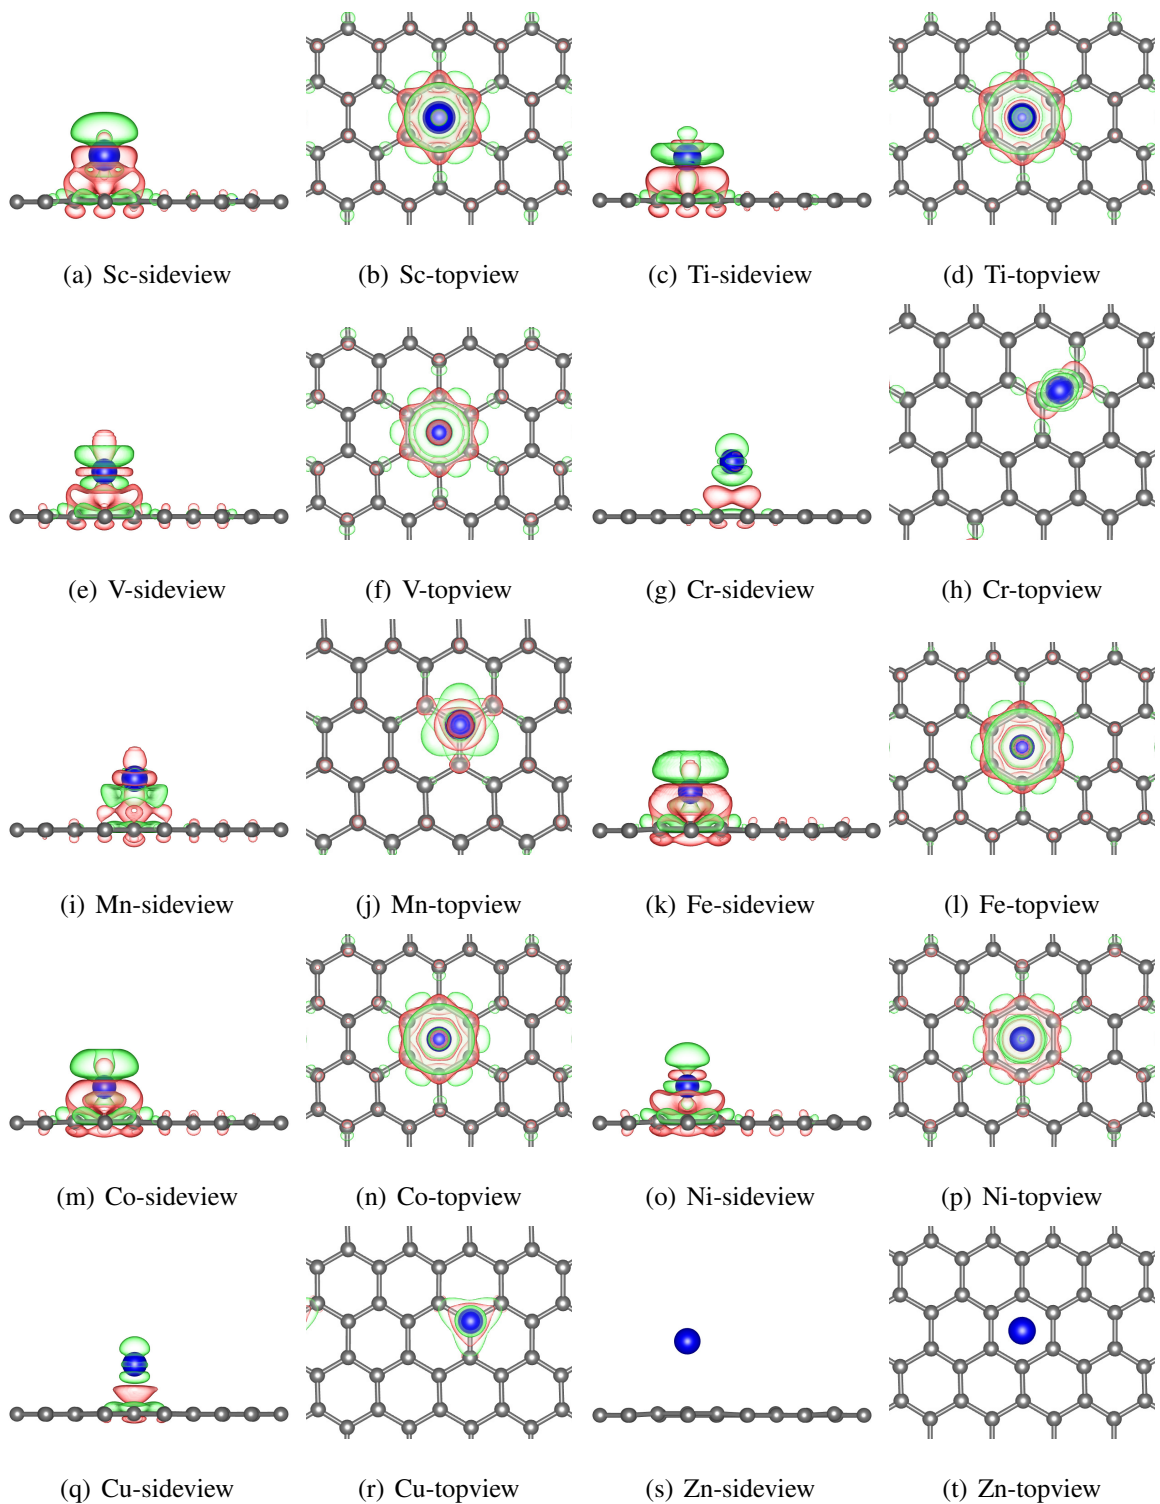 (a) Sc-sideview
(b) Sc-topview
(c) Ti-sideview
(d) Ti-topview
(e) V-sideview
(f) V-topview
(g) Cr-sideview
(h) Cr-topview
(i) Mn-sideview
(j) Mn-topview
(k) Fe-sideview
(l) Fe-topview
(m) Co-sideview
(n) Co-topview
(o) Ni-sideview
(p) Ni-topview
(q) Cu-sideview
(r) Cu-topview
(s) Zn-sideview
(t) Zn-topview